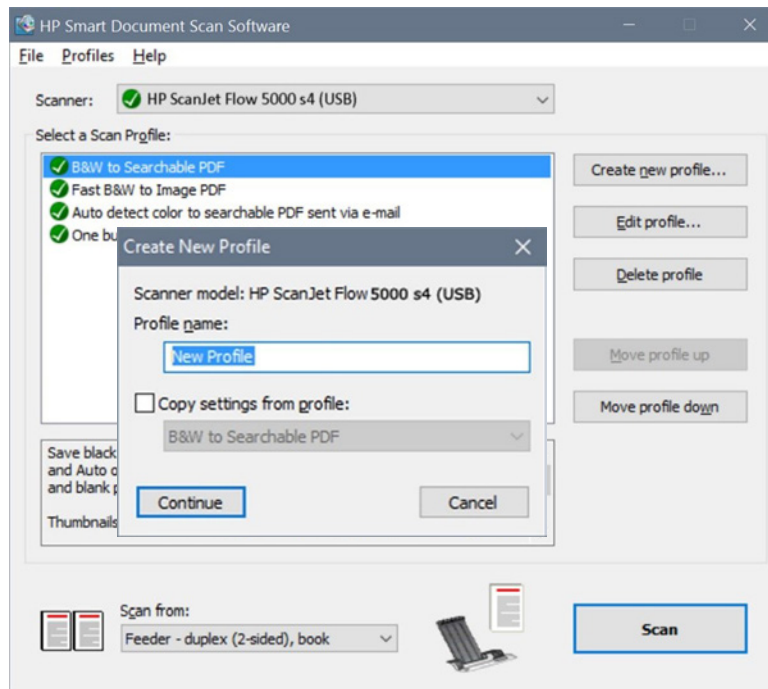 HP Smart Document Scan Software
File Profiles Help
Scanner: HP ScanJet Flow 5000 s4 (USB)
Select a Scan Profile:
B&W to Searchable PDF
Fast B&W to Image PDF
Auto detect color to searchable PDF sent via e-mail
One
Create new profile...
Edit profile...
Delete profile
Move profile up
Move profile down
Create New Profile
Scanner model: HP ScanJet Flow 5000 s4 (USB)
Profile name:
New Profile
Copy settings from profile:
B&W to Searchable PDF
Continue Cancel
Save black
and Auto
and blank
Thumbnails
Scan from:
Feeder - duplex (2-sided), book
Scan